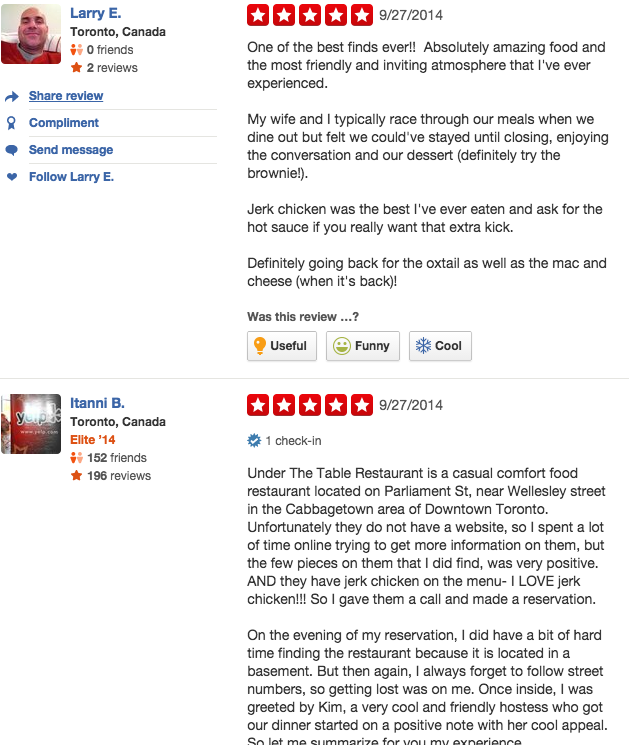 Larry E.
Toronto, Canada
0 friends
2 reviews
Share review
Compliment
Send message
Follow Larry E.
9/27/2014
One of the best finds ever!!  Absolutely amazing food and
the most friendly and inviting atmosphere that I've ever
experienced.
My wife and I typically race through our meals when we
dine out but felt we could've stayed until closing, enjoying
the conversation and our dessert (definitely try the
brownie!).
Jerk chicken was the best I've ever eaten and ask for the
hot sauce if you really want that extra kick.
Definitely going back for the oxtail as well as the mac and
cheese (when it's back)!
Was this review …?
Useful
Funny
Cool
yelp
www.yelp.com
Itanni B.
Toronto, Canada
Elite '14
152 friends
196 reviews
9/27/2014
1 check-in
Under The Table Restaurant is a casual comfort food
restaurant located on Parliament St, near Wellesley street
in the Cabbagetown area of Downtown Toronto.
Unfortunately they do not have a website, so I spent a lot
of time online trying to get more information on them, but
the few pieces on them that I did find, was very positive.
AND they have jerk chicken on the menu- I LOVE jerk
chicken!!! So I gave them a call and made a reservation.
On the evening of my reservation, I did have a bit of hard
time finding the restaurant because it is located in a
basement. But then again, I always forget to follow street
numbers, so getting lost was on me. Once inside, I was
greeted by Kim, a very cool and friendly hostess who got
our dinner started on a positive note with her cool appeal.
So let me summarize for you my experience